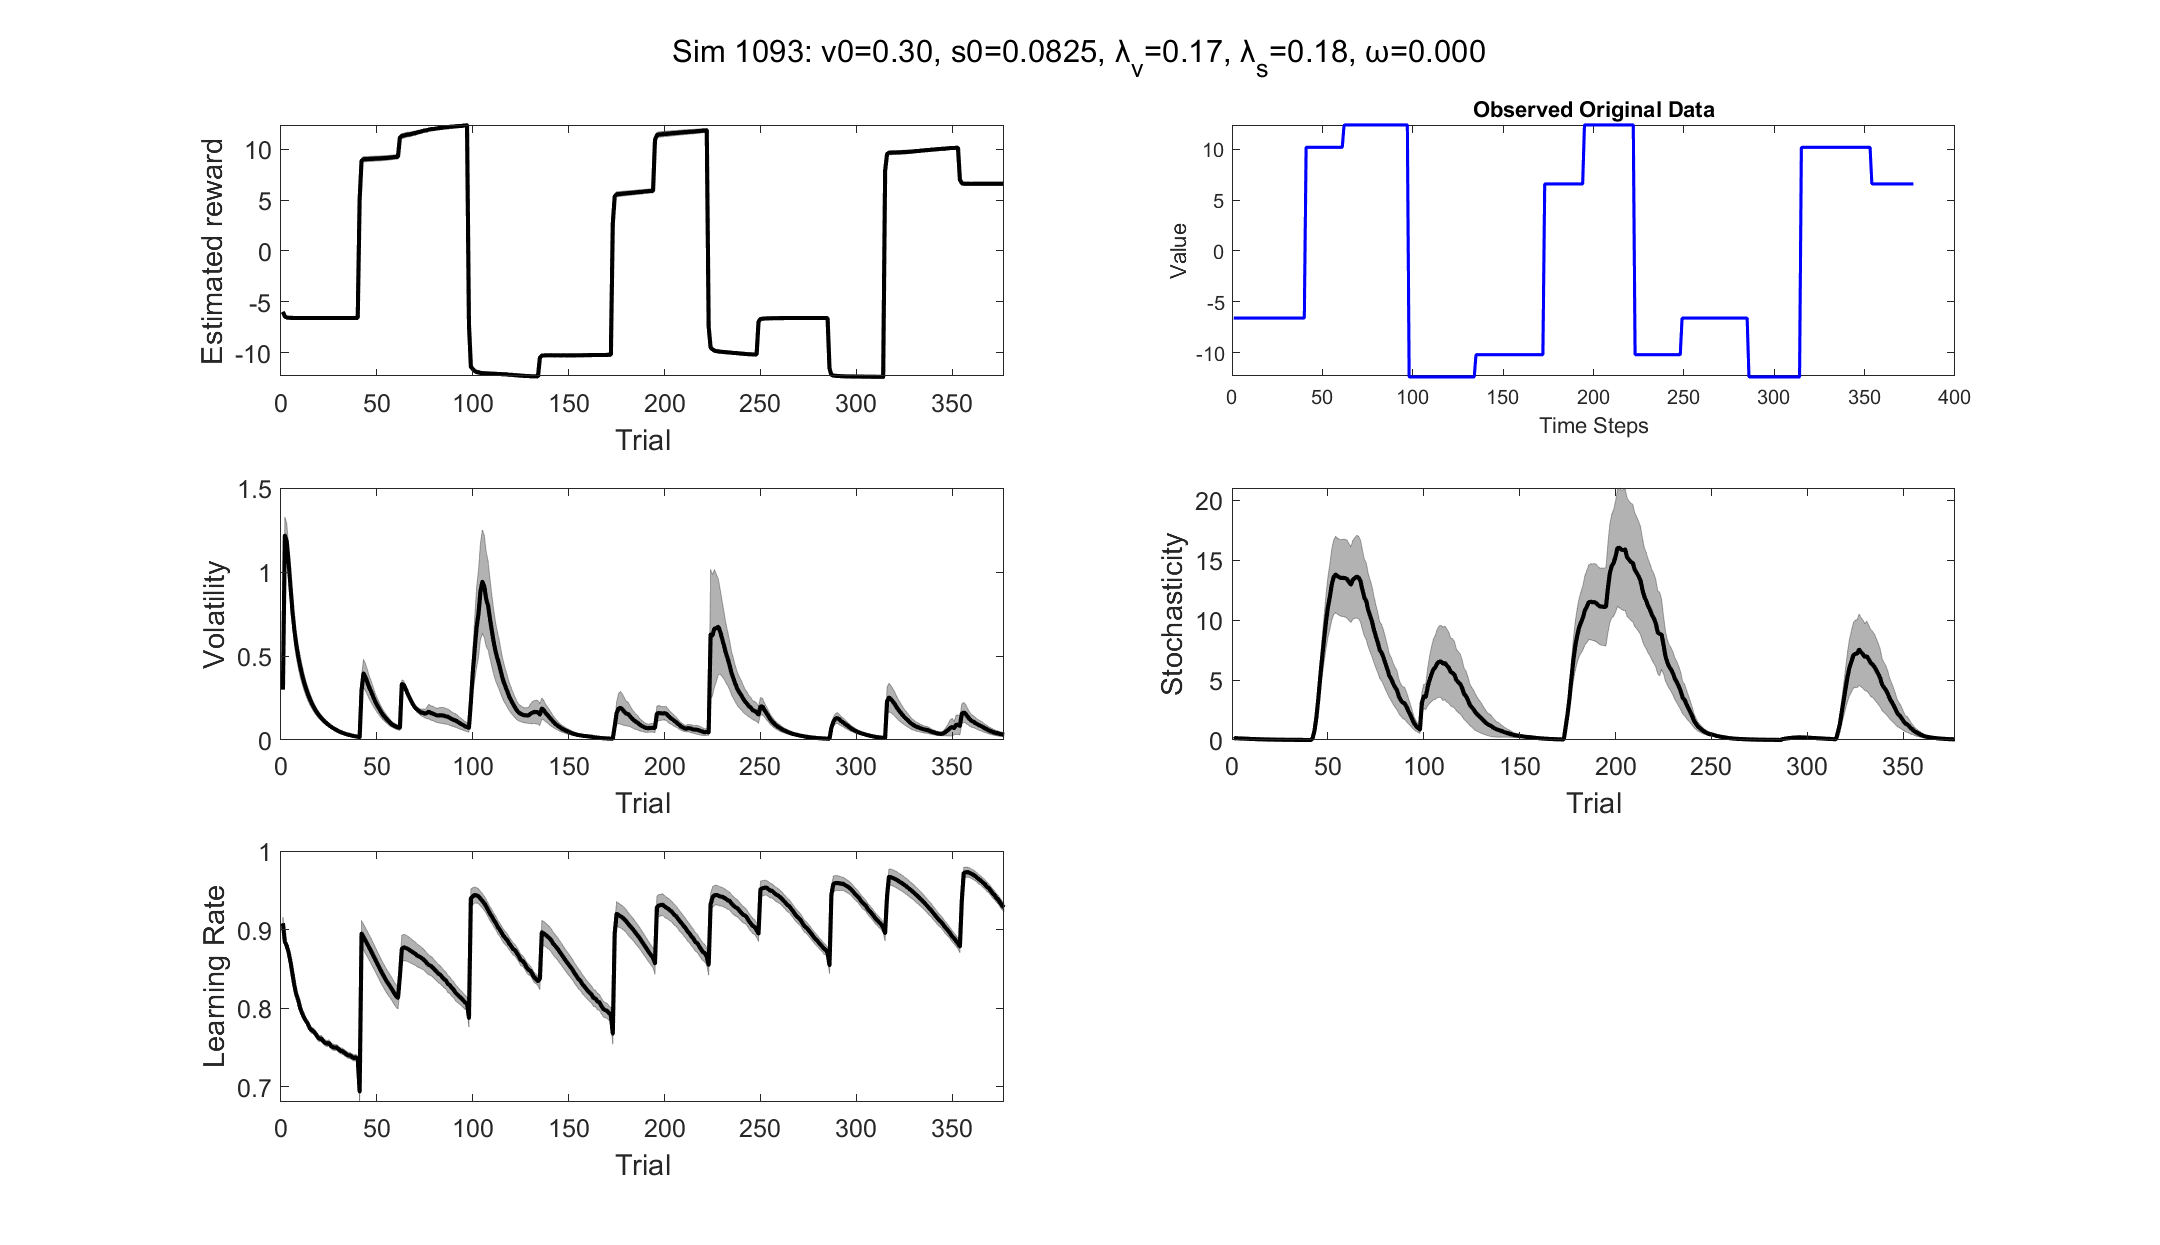 Sim 1093: v0=0.30, s0=0.0825, λv=0.17, λs=0.18, ω=0.000
Estimated reward
10
5
0
-5
-10
0 50 100 150 200 250 300 350
Trial
Observed Original Data
Value
10
5
0
-5
-10
0 50 100 150 200 250 300 350 400
Time Steps
Volatility
1.5
1
0.5
0
0 50 100 150 200 250 300 350
Trial
Stochasticity
20
15
10
5
0
0 50 100 150 200 250 300 350
Trial
Learning Rate
1
0.9
0.8
0.7
0 50 100 150 200 250 300 350
Trial